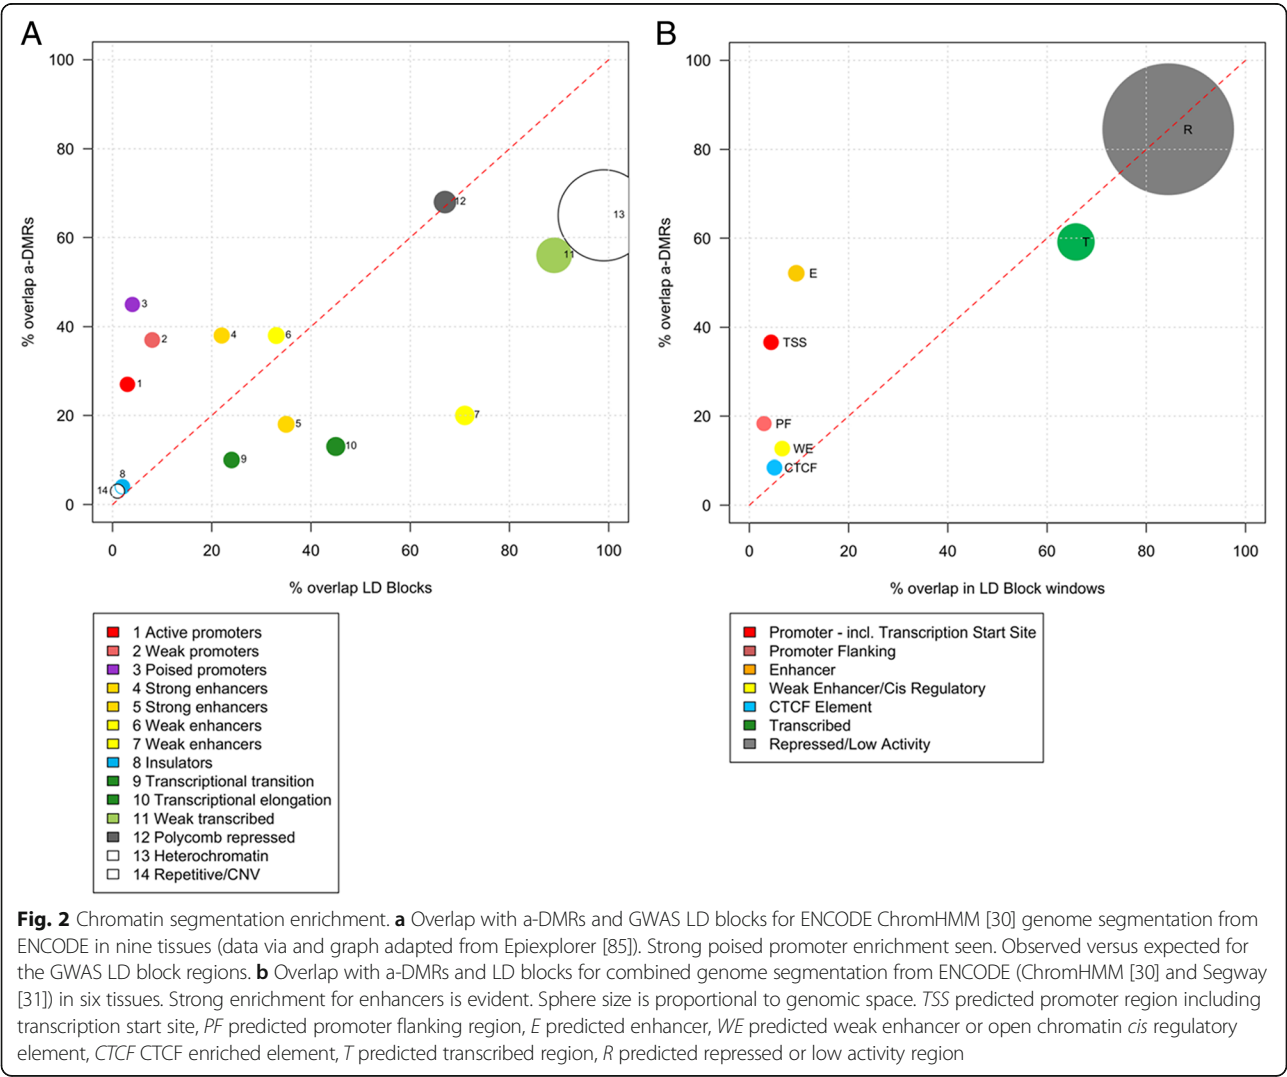 A
B
100
80
60
40
20
0
% overlap a-DMRs
0 20 40 60 80 100
% overlap LD Blocks
1
2
3
4
5
6
7
8
9
10
11
12
13
14
100
80
60
40
20
0
% overlap a-DMRs
0 20 40 60 80 100
% overlap in LD Block windows
R
T
E
TSS
PF
WE
CTCF
1 Active promoters
2 Weak promoters
3 Poised promoters
4 Strong enhancers
5 Strong enhancers
6 Weak enhancers
7 Weak enhancers
8 Insulators
9 Transcriptional transition
10 Transcriptional elongation
11 Weak transcribed
12 Polycomb repressed
13 Heterochromatin
14 Repetitive/CNV
Promoter - incl. Transcription Start Site
Promoter Flanking
Enhancer
Weak Enhancer/Cis Regulatory
CTCF Element
Transcribed
Repressed/Low Activity
Fig. 2 Chromatin segmentation enrichment. a Overlap with a-DMRs and GWAS LD blocks for ENCODE ChromHMM [30] genome segmentation from
ENCODE in nine tissues (data via and graph adapted from Epiexplorer [85]). Strong poised promoter enrichment seen. Observed versus expected for
the GWAS LD block regions. b Overlap with a-DMRs and LD blocks for combined genome segmentation from ENCODE (ChromHMM [30] and Segway
[31]) in six tissues. Strong enrichment for enhancers is evident. Sphere size is proportional to genomic space. TSS predicted promoter region including
transcription start site, PF predicted promoter flanking region, E predicted enhancer, WE predicted weak enhancer or open chromatin cis regulatory
element, CTCF CTCF enriched element, T predicted transcribed region, R predicted repressed or low activity region